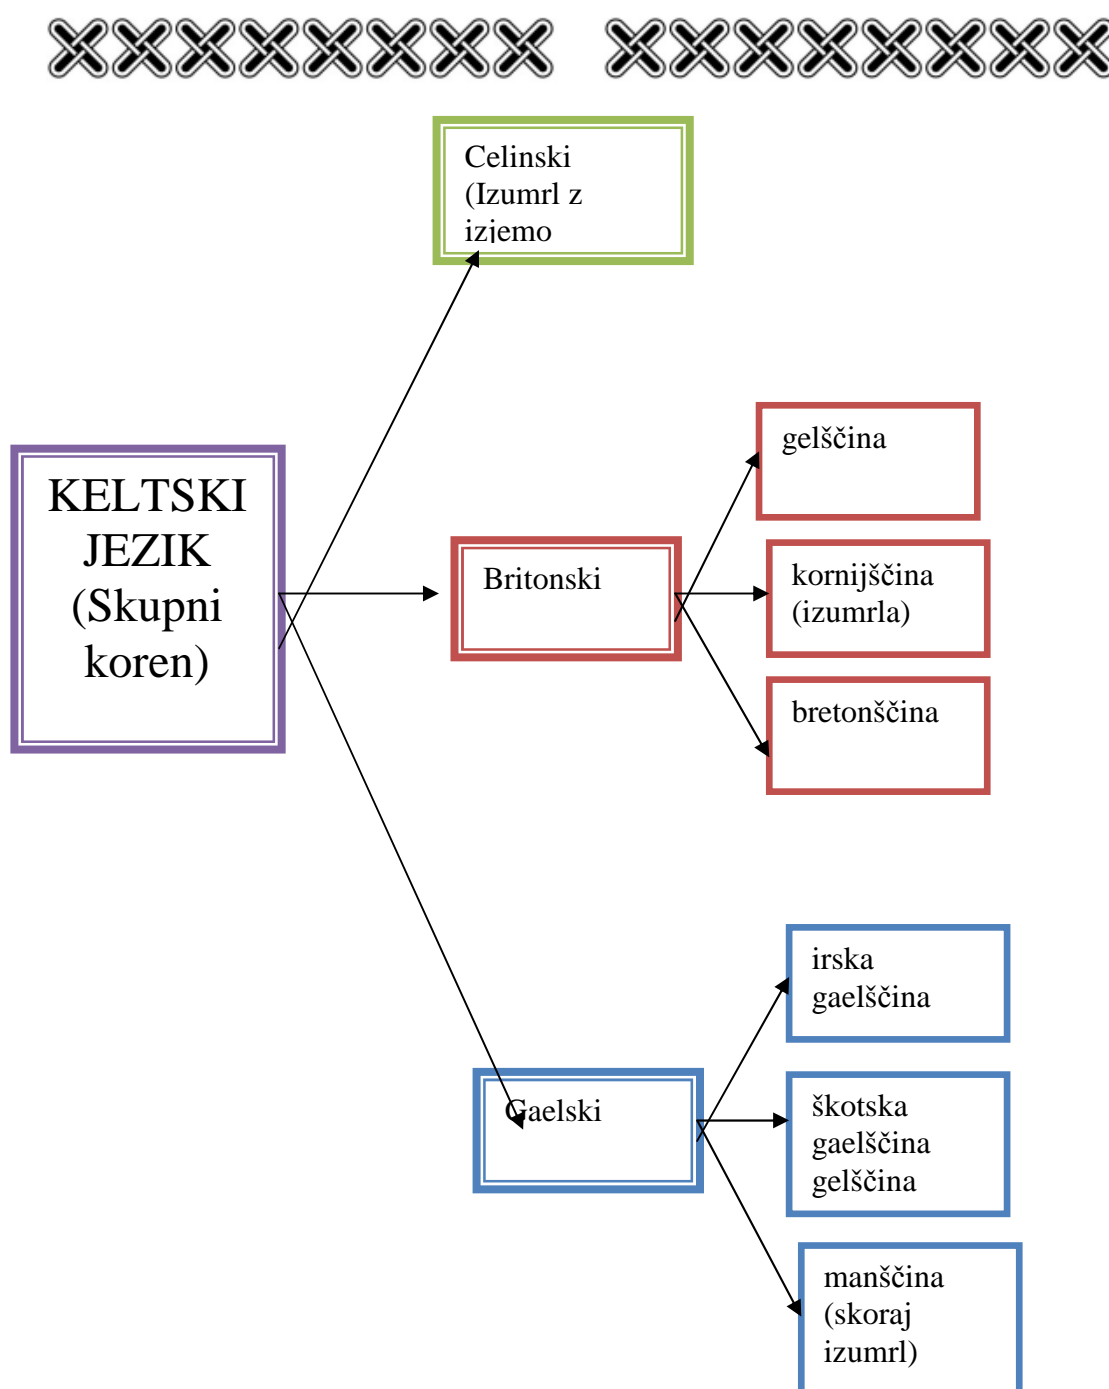 Celinski
(Izumrl z
izjemo
KELTSKI
JEZIK
(Skupni
koren)
Britonski
gelščina
kornijščina
(izumrla)
bretonščina
Gaelski
irska
gaelščina
škotska
gaelščina
gelščina
manščina
(skoraj
izumrl)